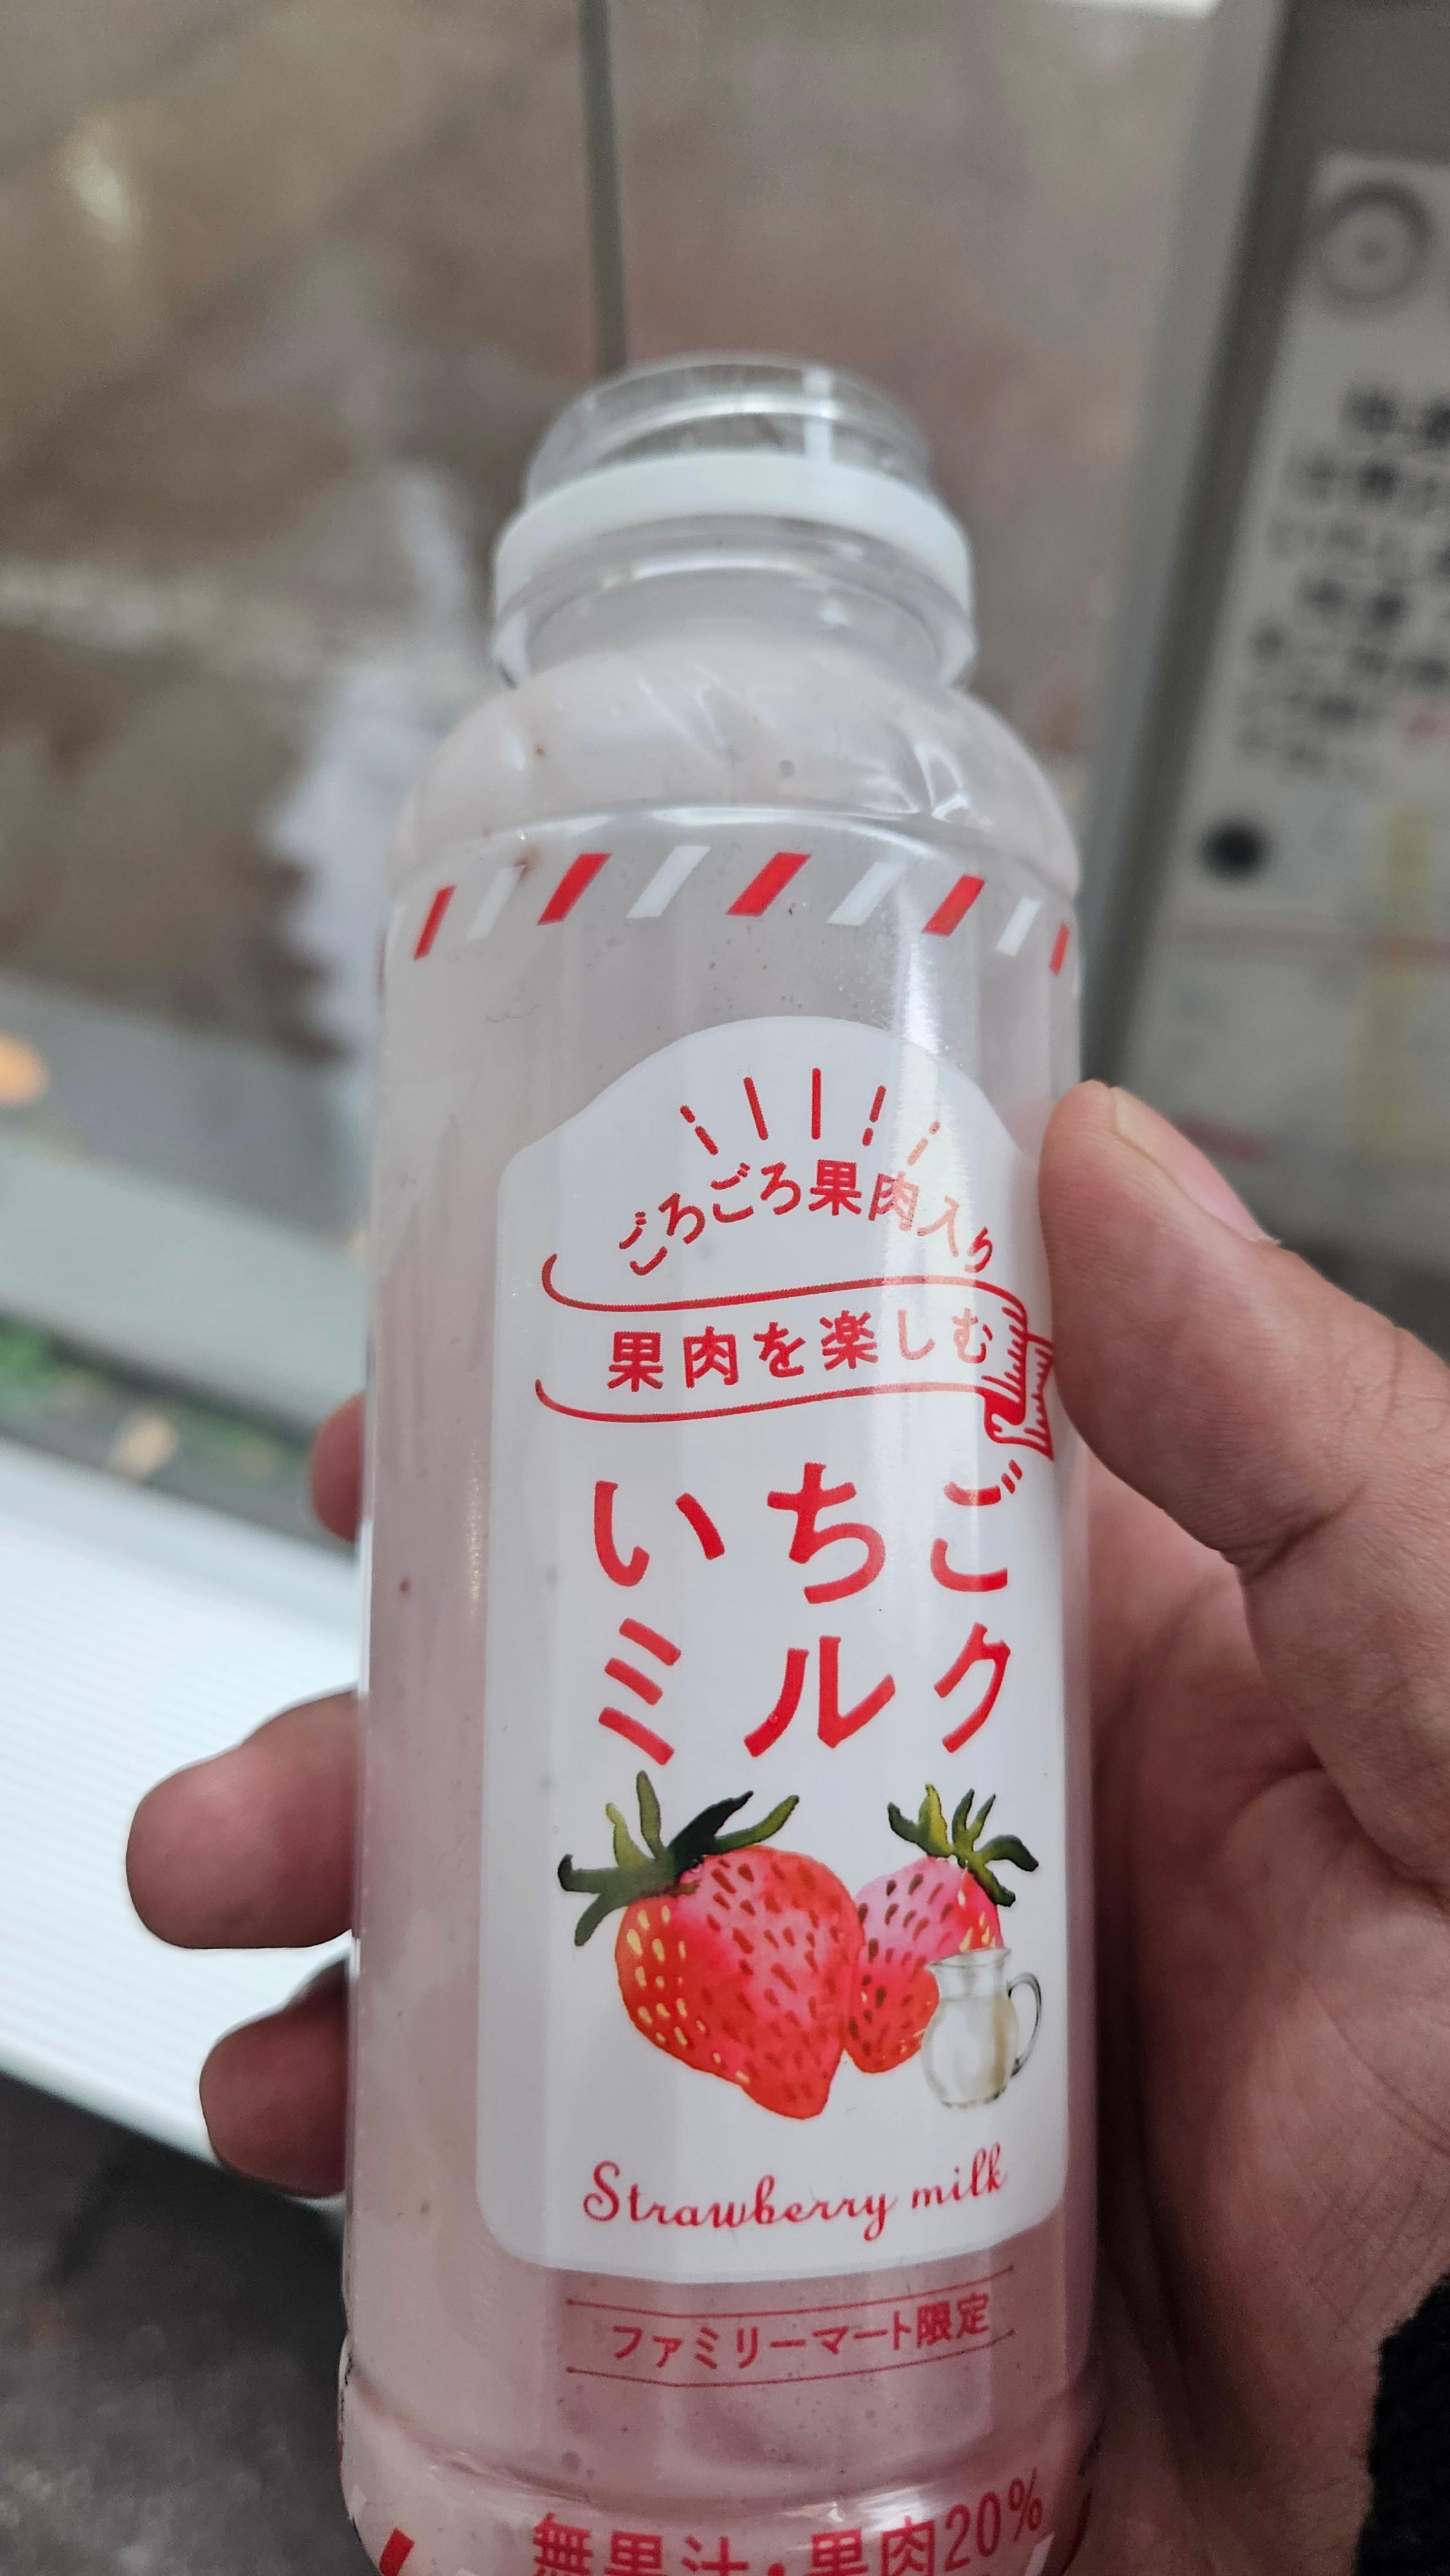 ごろごろ果肉入り
果肉を楽しむ
いちご
ミルク
Strawberry milk
ファミリーマート限定
無果汁・果肉20%